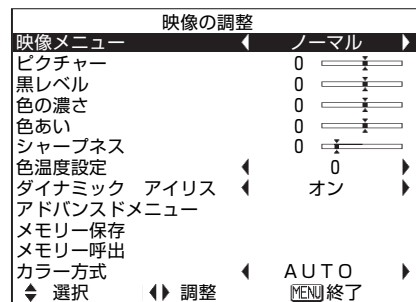 映像の調整
映像メニュー ノーマル
ピクチャー 0
黒レベル 0
色の濃さ 0
色あい 0
シャープネス 0
色温度設定 0
ダイナミック アイリス オン
アドバンスドメニュー
メモリー保存
メモリー呼出
カラー方式 AUTO
選択 調整 MENU 終了